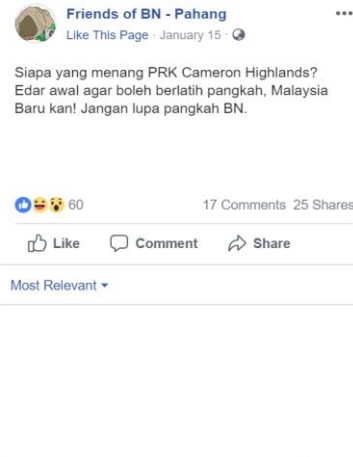 Friends of BN - Pahang
Like This Page · January 15 ·
Siapa yang menang PRK Cameron Highlands?
Edar awal agar boleh berlatih pangkah, Malaysia
Baru kan! Jangan lupa pangkah BN.
60 17 Comments 25 Shares
Like Comment Share
Most Relevant